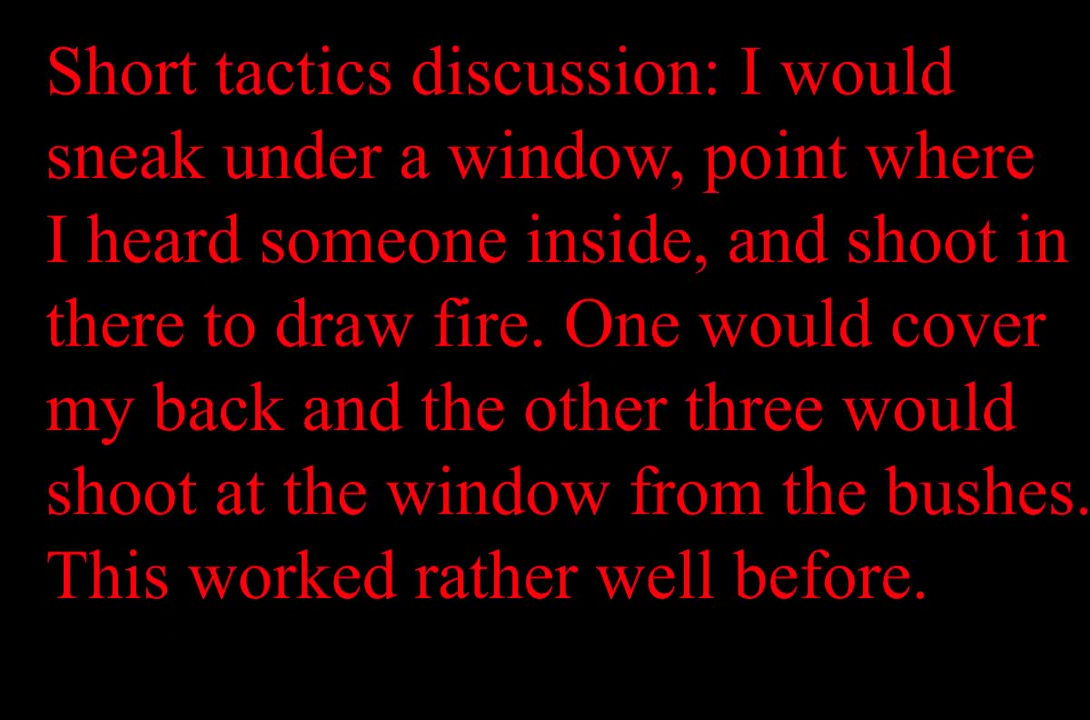 Short tactics discussion: I would
sneak under a window, point where
I heard someone inside, and shoot in
there to draw fire. One would cover
my back and the other three would
shoot at the window from the bushes.
This worked rather well before.